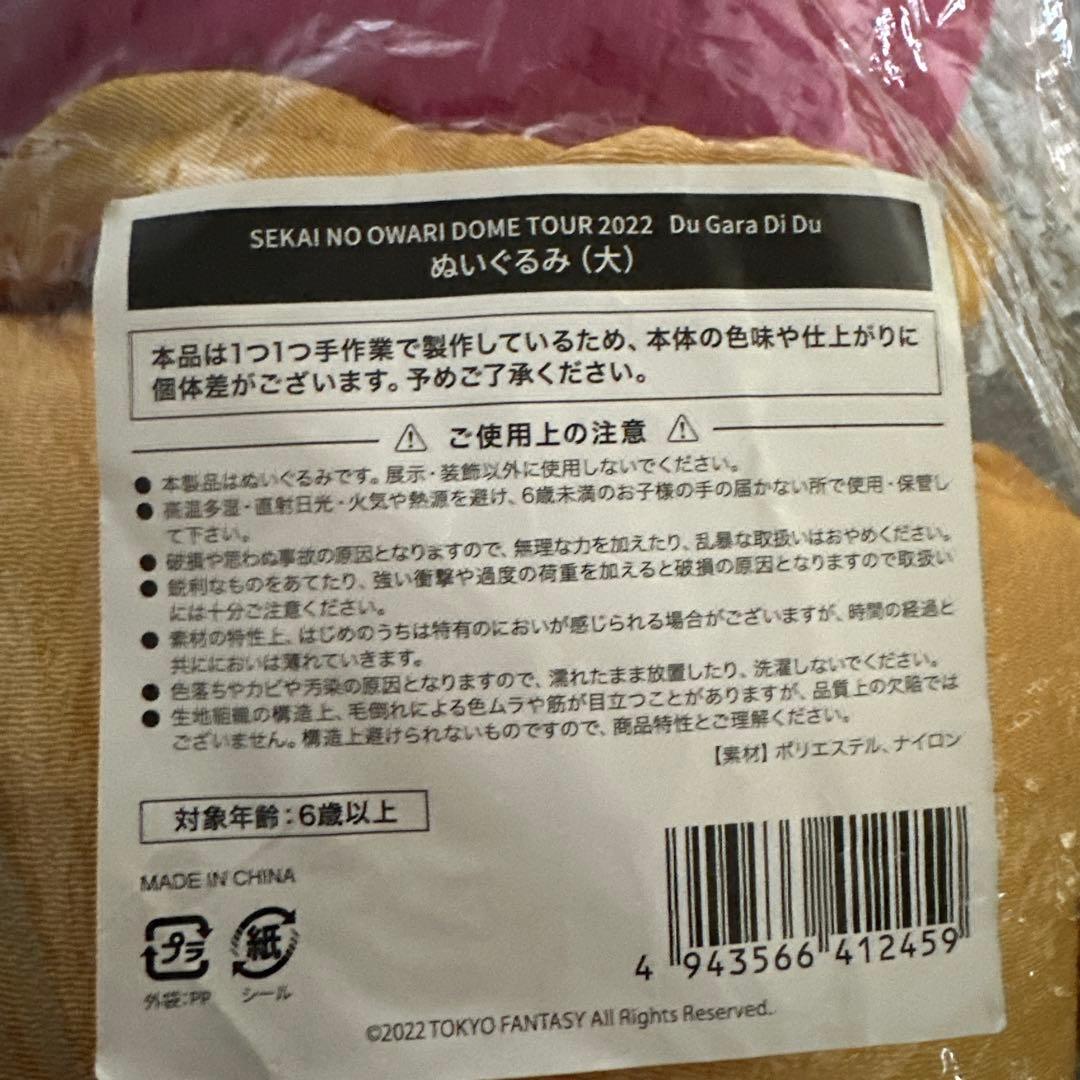 SEKAI NO OWARI DOME TOUR 2022 Du Gara Di Du
ぬいぐるみ（大）
本品は1つ1つ手作業で製作しているため、本体の色味や仕上がりに
個体差がございます。予めご了承ください。
ご使用上の注意
● 本製品はぬいぐるみです。展示・装飾以外に使用しないでください。
● 高温多湿・直射日光・火気や熱源を避け、6歳未満のお子様の手の届かない所で使用・保管し
て下さい。
● 破損や思わぬ事故の原因となりますので、無理な力を加えたり、乱暴な取扱いはおやめください。
● 鋭利なものをあてたり、強い衝撃や過度の荷重を加えると破損の原因となりますので取扱い
には十分ご注意ください。
● 素材の特性上、はじめのうちは特有のにおいが感じられる場合がございますが、時間の経過と
共ににおいは薄れていきます。
● 色落ちやカビや汚染の原因となりますので、濡れたまま放置したり、洗濯しないでください。
● 生地組織の構造上、毛倒れによる色ムラや筋が目立つことがありますが、品質上の欠陥では
ございません。構造上避けられないものですので、商品特性とご理解ください。
【素材】ポリエステル、ナイロン
対象年齢：6歳以上
MADE IN CHINA
プラ
紙
外袋：PP
シール
4 943566 412459
©2022 TOKYO FANTASY All Rights Reserved.